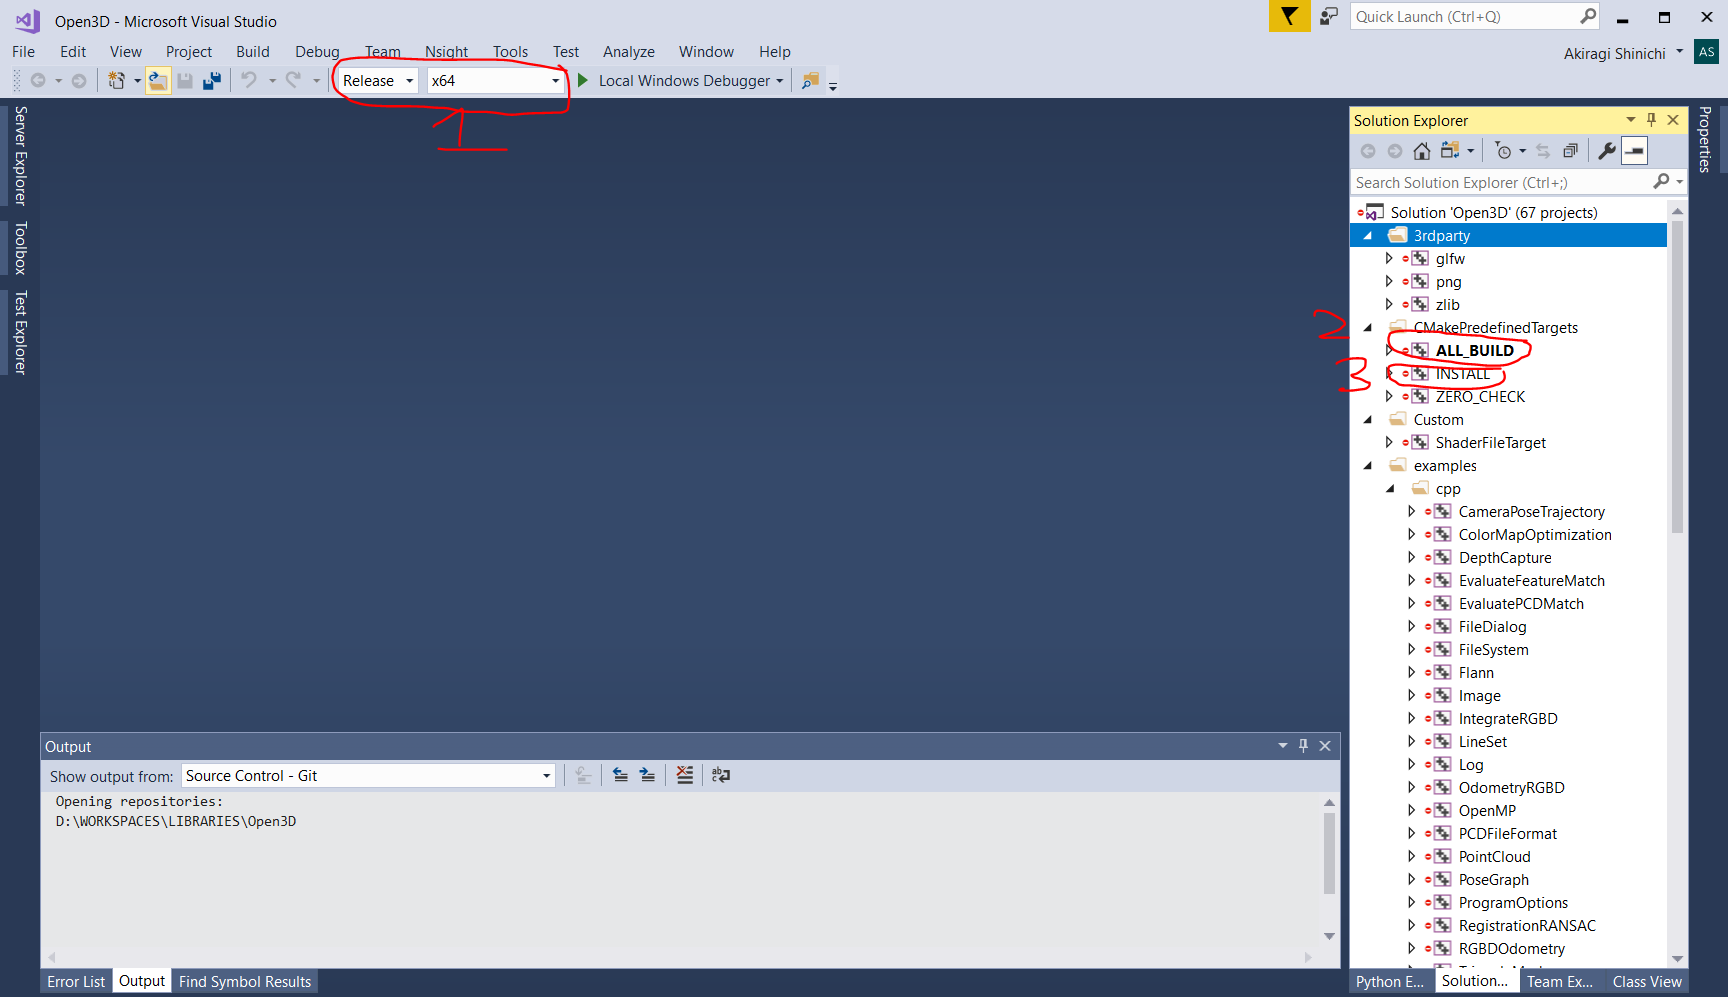 Open3D - Microsoft Visual Studio
Quick Launch (Ctrl+Q)
File Edit View Project Build Debug Team Nsight Tools Test Analyze Window Help
Akiragi Shinichi AS
Release x64 Local Windows Debugger
1
Server Explorer
Toolbox
Test Explorer
Solution Explorer
Search Solution Explorer (Ctrl+;)
Solution 'Open3D' (67 projects)
3rdparty
glfw
png
zlib
2
CMakePredefinedTargets
ALL_BUILD
3
INSTALL
ZERO_CHECK
Custom
ShaderFileTarget
examples
cpp
CameraPoseTrajectory
ColorMapOptimization
DepthCapture
EvaluateFeatureMatch
EvaluatePCDMatch
FileDialog
FileSystem
Flann
Image
IntegrateRGBD
LineSet
Log
OdometryRGBD
OpenMP
PCDFileFormat
PointCloud
PoseGraph
ProgramOptions
RegistrationRANSAC
RGBDOdometry
Properties
Output
Show output from: Source Control - Git
Opening repositories:
D:\WORKSPACES\LIBRARIES\Open3D
Error List Output Find Symbol Results
Python E... Solution... Team Ex... Class View